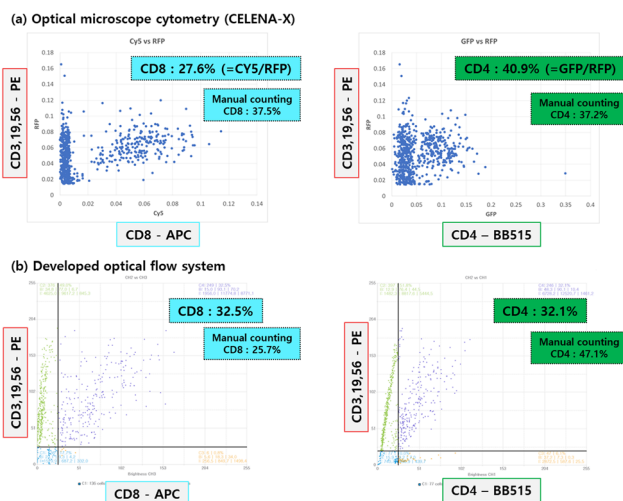 (a) Optical microscope cytometry (CELENA-X)
Cy5 vs RFP
CD8 : 27.6% (=CY5/RFP)
Manual counting
CD8 : 37.5%
CD3,19,56 - PE
RFP
0.18
0.16
0.14
0.12
0.1
0.08
0.06
0.04
0.02
0
0 0.02 0.04 0.06 0.08 0.1 0.12 0.14
Cy5
CD8 - APC
GFP vs RFP
CD4 : 40.9% (=GFP/RFP)
Manual counting
CD4 : 37.2%
CD3,19,56 - PE
RFP
0.18
0.16
0.14
0.12
0.1
0.08
0.06
0.04
0.02
0
0 0.05 0.1 0.15 0.2 0.25 0.3 0.35 0.4
GFP
CD4 – BB515
(b) Developed optical flow system
CD8 : 32.5%
Manual counting
CD8 : 25.7%
CD3,19,56 - PE
CD8 - APC
CD4 : 32.1%
Manual counting
CD4 : 47.1%
CD3,19,56 - PE
CD4 – BB515